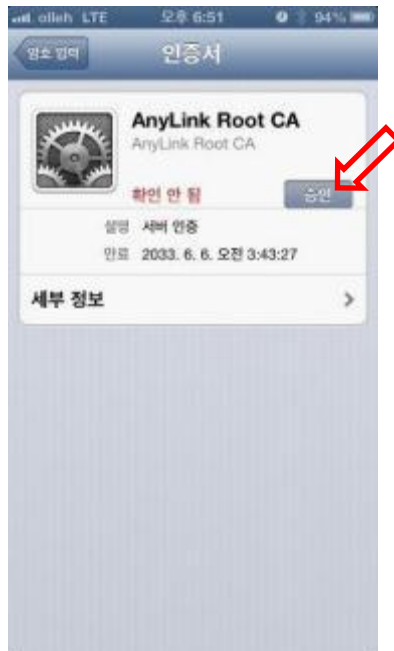 olleh LTE 오후 6:51 94%
암호 입력 인증서
AnyLink Root CA
AnyLink Root CA
확인 안 됨 승인
설명 서버 인증
만료 2033. 6. 6. 오전 3:43:27
세부 정보